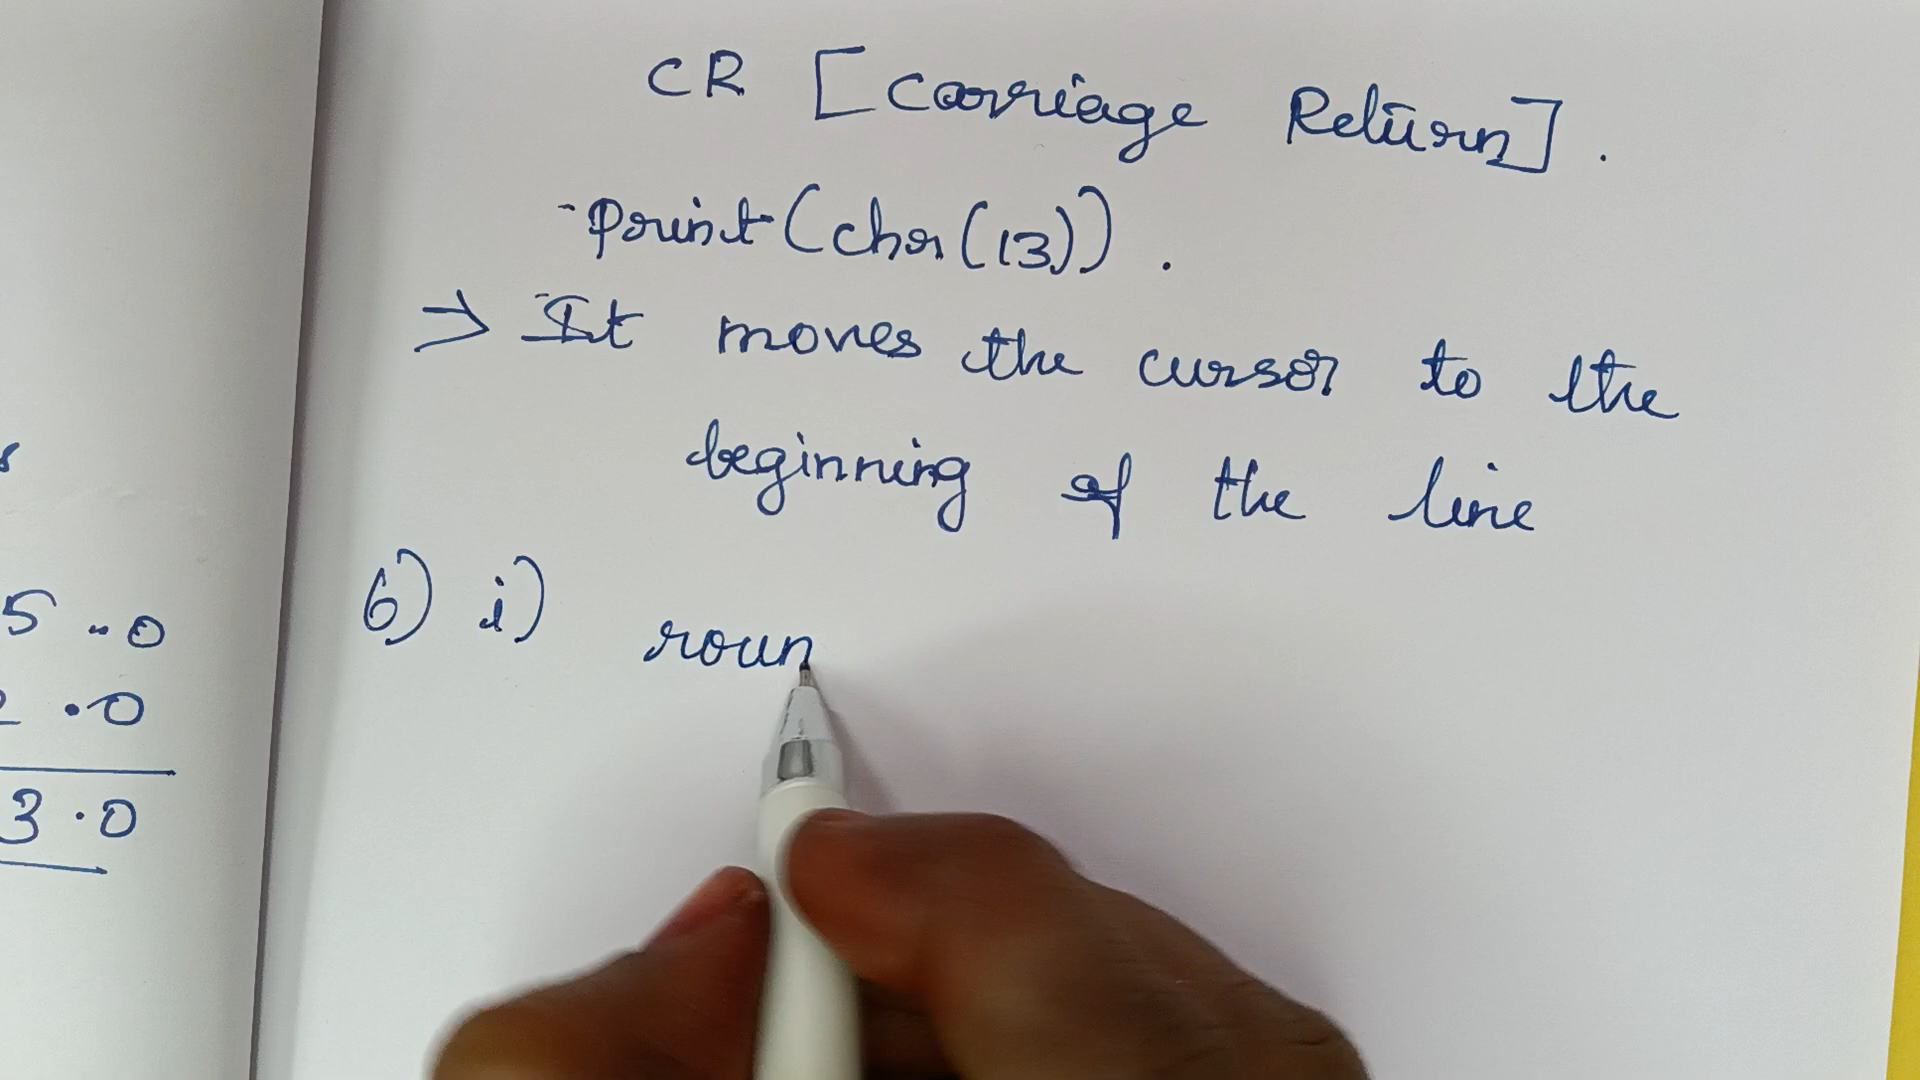 CR [Carriage Return].
print(chr(13)).
⇒ It moves the cursor to the
beginning of the line
6) i) roun
5.0
2.0
3.0